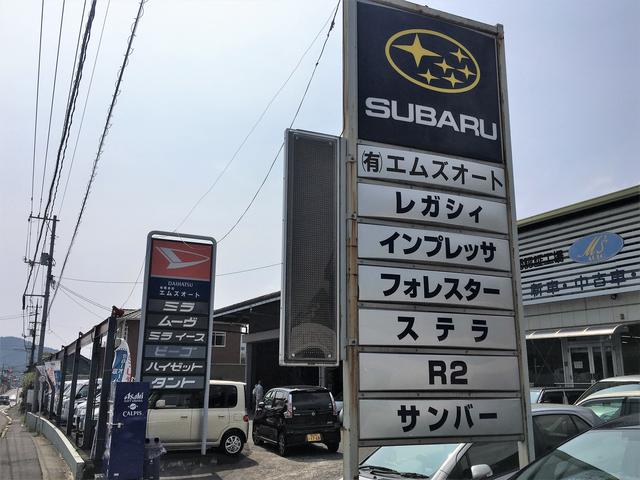 SUBARU
㈲エムズオート
レガシィ
インプレッサ
フォレスター
ステラ
R2
サンバー
DAIHATSU
エムズオート
ミラ
ムーヴ
ミラ イース
ビーゴ
ハイゼット
タント
Asahi
CALPIS
新車・中古車